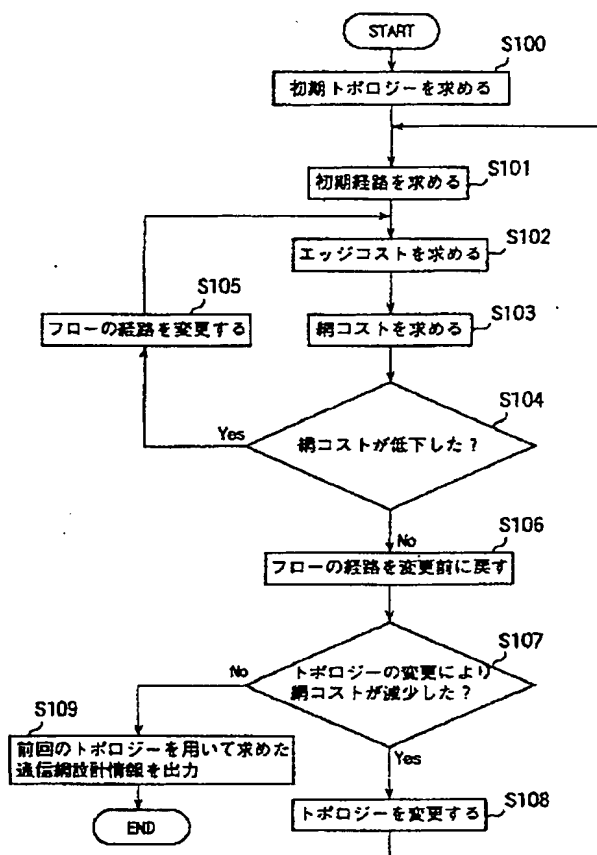 START
S100
初期トポロジーを求める
S101
初期経路を求める
S102
エッジコストを求める
S105
フローの経路を変更する
S103
網コストを求める
S104
網コストが低下した?
Yes
No
S106
フローの経路を変更前に戻す
S107
トポロジーの変更により
網コストが減少した?
No
Yes
S109
前回のトポロジーを用いて求めた
通信網設計情報を出力
END
S108
トポロジーを変更する